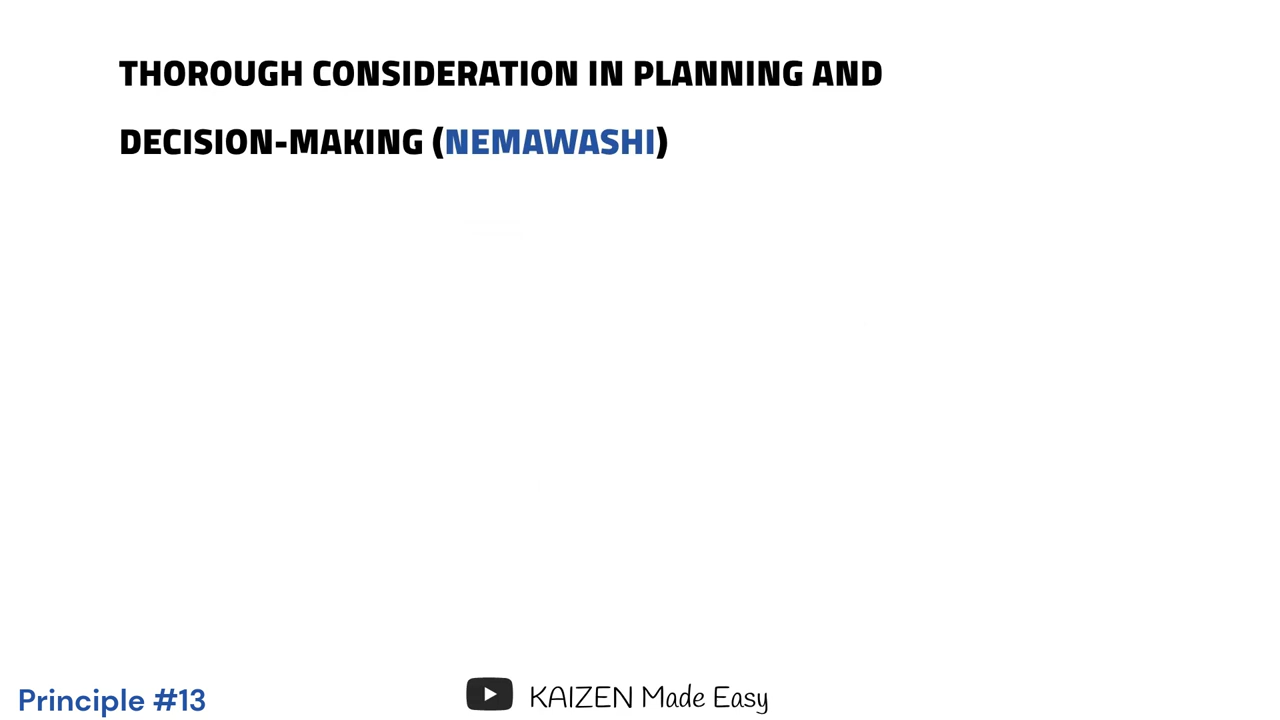 THOROUGH CONSIDERATION IN PLANNING AND
DECISION-MAKING (NEMAWASHI)
Principle #13
KAIZEN Made Easy